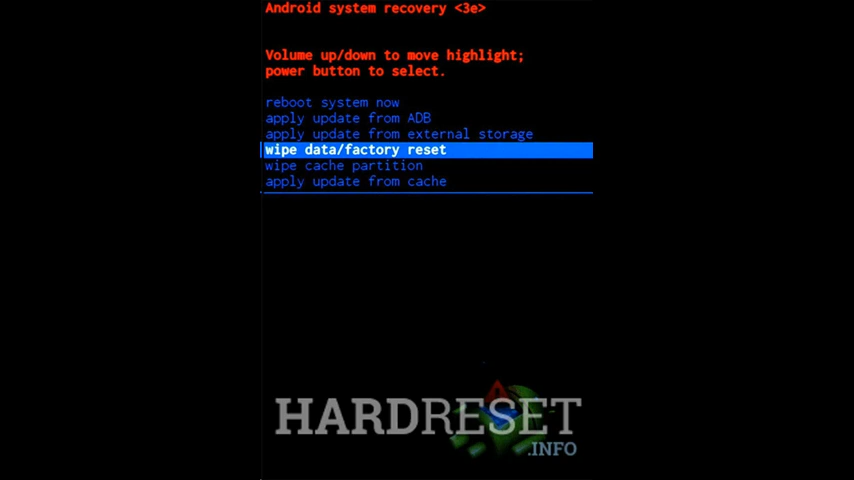 Android system recovery <3e>
Volume up/down to move highlight;
power button to select.
reboot system now
apply update from ADB
apply update from external storage
wipe data/factory reset
wipe cache partition
apply update from cache
HARDRESET
.INFO